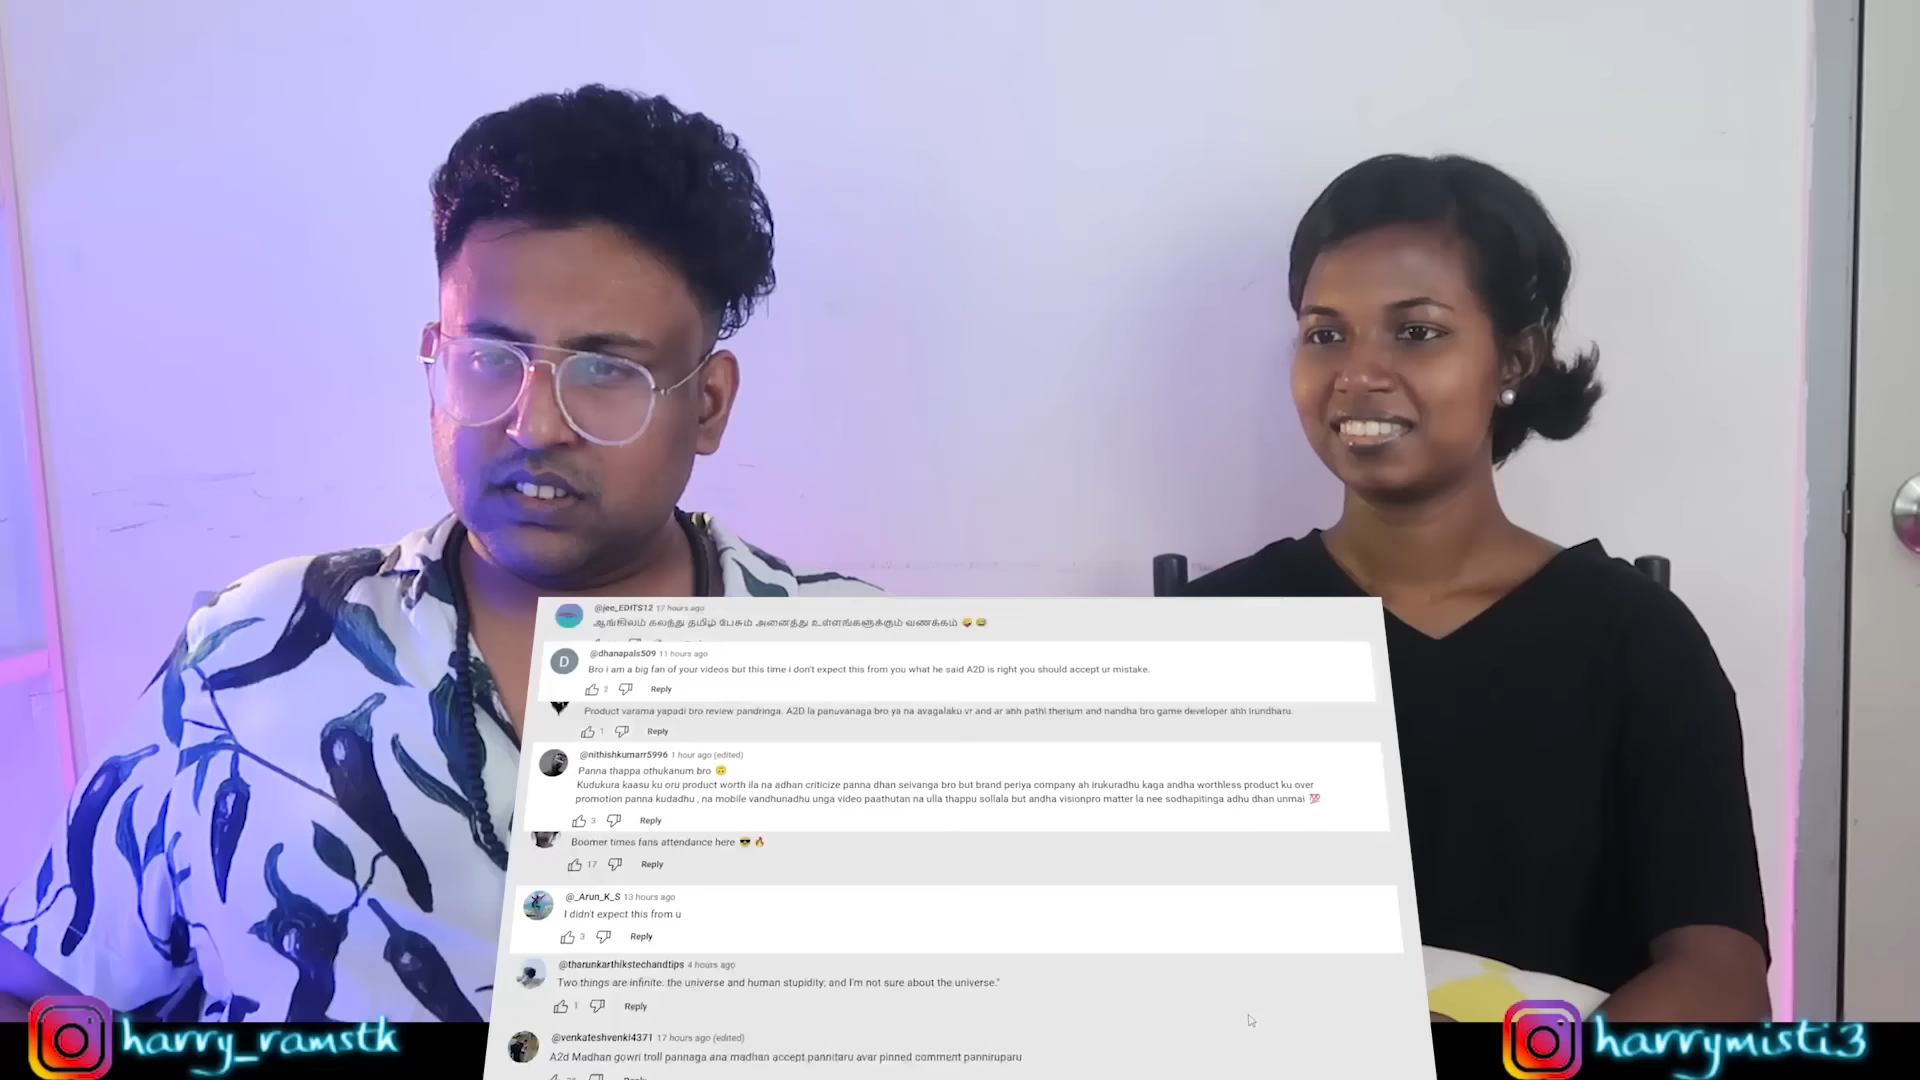 @jee_EDITS12 17 hours ago
ஆங்கிலம் கலந்து தமிழ் பேசும் அனைத்து உள்ளங்களுக்கும் வணக்கம் 🤪 😂
D
@dhanapals509 11 hours ago
Bro i am a big fan of your videos but this time i don't expect this from you what he said A2D is right you should accept ur mistake.
2 Reply
Product varama yapadi bro review pandringa. A2D la panuvanaga bro ya na avagalaku vr and ar ahh pathi therium and nandha bro game developer ahh irundharu.
1 Reply
@nithishkumarr5996 1 hour ago (edited)
Panna thappa othukanum bro 🙃
Kudukura kaasu ku oru product worth ila na adhan criticize panna dhan seivanga bro but brand periya company ah irukuradhu kaga andha worthless product ku over
promotion panna kudadhu , na mobile vandhunadhu unga video paathutan na ulla thappu sollala but andha visionpro matter la nee sodhapitinga adhu dhan unmai 💯
3 Reply
Boomer times fans attendance here 😎 🔥
17 Reply
@_Arun_K_S 13 hours ago
I didn't expect this from u
3 Reply
@tharunkarthikstechandtips 4 hours ago
Two things are infinite: the universe and human stupidity; and I'm not sure about the universe."
1 Reply
@venkateshvenki4371 17 hours ago (edited)
A2d Madhan gowri troll pannaga ana madhan accept pannitaru avar pinned comment panniruparu
harry_ramstk
harrymisti3